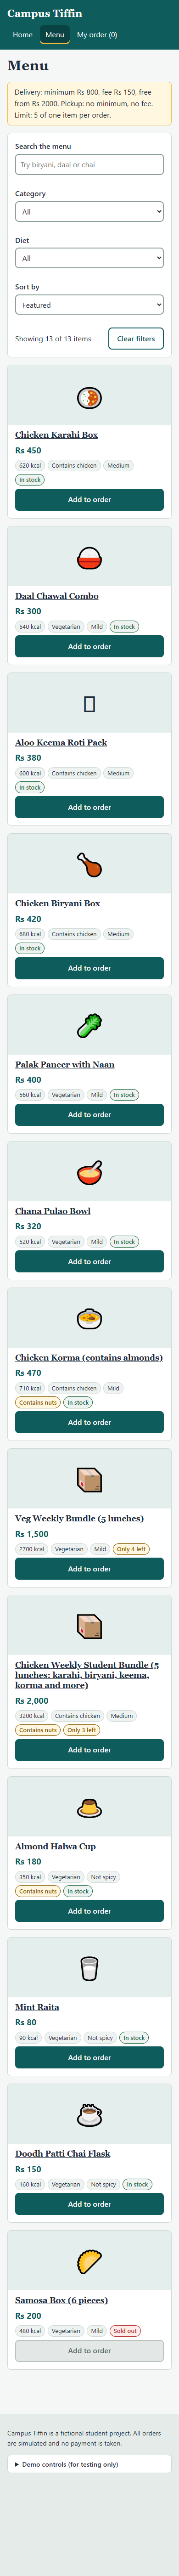 Campus Tiffin
Home Menu My order (0)
Menu
Delivery: minimum Rs 800, fee Rs 150, free
from Rs 2000. Pickup: no minimum, no fee.
Limit: 5 of one item per order.
Search the menu
Try biryani, daal or chai
Category
All
Diet
All
Sort by
Featured
Showing 13 of 13 items Clear filters
Chicken Karahi Box
Rs 450
620 kcal Contains chicken Medium
In stock
Add to order
Daal Chawal Combo
Rs 300
540 kcal Vegetarian Mild In stock
Add to order
Aloo Keema Roti Pack
Rs 380
600 kcal Contains chicken Medium
In stock
Add to order
Chicken Biryani Box
Rs 420
680 kcal Contains chicken Medium
In stock
Add to order
Palak Paneer with Naan
Rs 400
560 kcal Vegetarian Mild In stock
Add to order
Chana Pulao Bowl
Rs 320
520 kcal Vegetarian Mild In stock
Add to order
Chicken Korma (contains almonds)
Rs 470
710 kcal Contains chicken Mild
Contains nuts In stock
Add to order
Veg Weekly Bundle (5 lunches)
Rs 1,500
2700 kcal Vegetarian Mild Only 4 left
Add to order
Chicken Weekly Student Bundle (5
lunches: karahi, biryani, keema,
korma and more)
Rs 2,000
3200 kcal Contains chicken Medium
Contains nuts Only 3 left
Add to order
Almond Halwa Cup
Rs 180
350 kcal Vegetarian Not spicy
Contains nuts In stock
Add to order
Mint Raita
Rs 80
90 kcal Vegetarian Not spicy In stock
Add to order
Doodh Patti Chai Flask
Rs 150
160 kcal Vegetarian Not spicy In stock
Add to order
Samosa Box (6 pieces)
Rs 200
480 kcal Vegetarian Mild Sold out
Add to order
Campus Tiffin is a fictional student project. All orders
are simulated and no payment is taken.
Demo controls (for testing only)